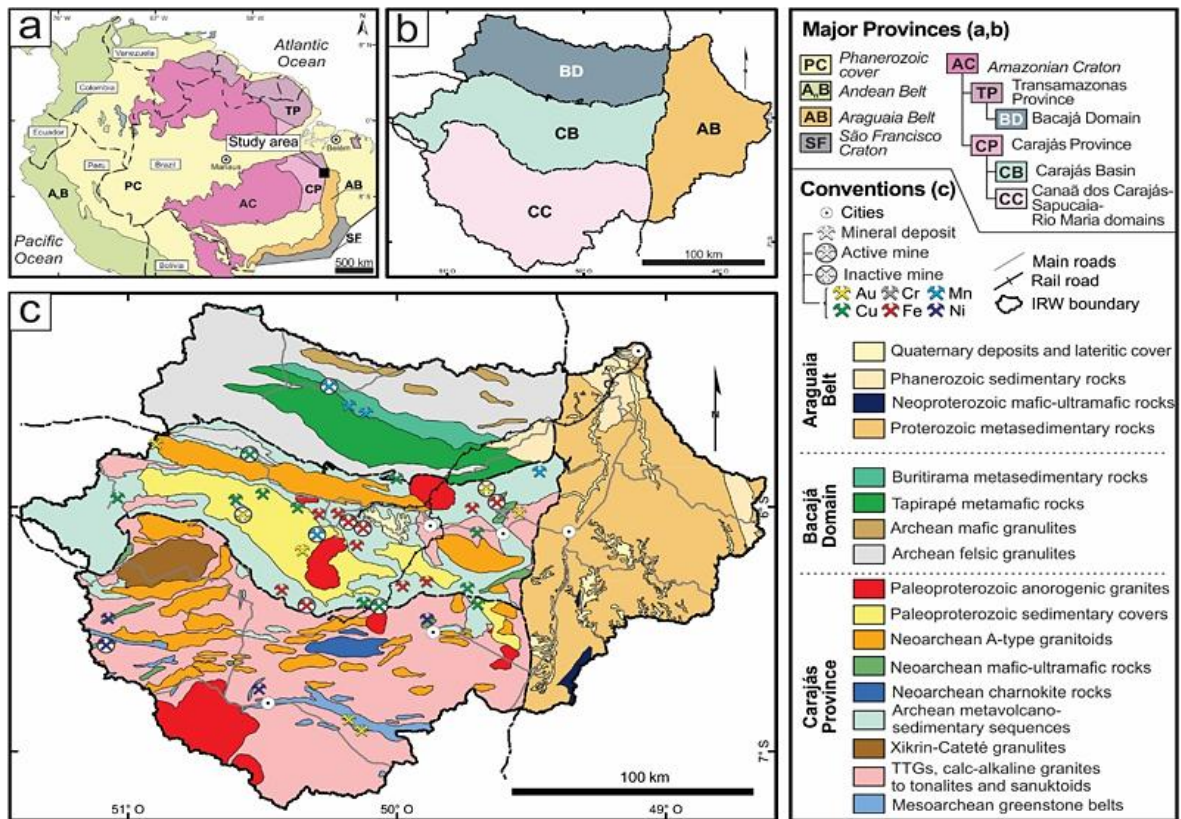 a
76° W
58° W
N
6° N
Atlantic
Ocean
Venezuela
Colombia
TP
0°
Ecuador
Study area
Belém
Manaus
Peru
Brazil
PC
CP
AB
A,B
AC
SF
Pacific
Ocean
Bolivia
500 km
b
BD
CB
AB
CC
100 km
c
N
6° S
7° S
100 km
51° O
50° O
49° O
Major Provinces (a,b)
PC Phanerozoic
cover
A,B Andean Belt
AB Araguaia Belt
SF São Francisco
Craton
AC Amazonian Craton
TP Transamazonas
Province
BD Bacajá Domain
CP Carajás Province
CB Carajás Basin
CC Canaã dos Carajás-
Sapucaia-
Rio Maria domains
Conventions (c)
Cities
Mineral deposit
Active mine
Inactive mine
Au Cr Mn
Cu Fe Ni
Main roads
Rail road
IRW boundary
Araguaia
Belt
Quaternary deposits and lateritic cover
Phanerozoic sedimentary rocks
Neoproterozoic mafic-ultramafic rocks
Proterozoic metasedimentary rocks
Bacajá
Domain
Buritirama metasedimentary rocks
Tapirapé metamafic rocks
Archean mafic granulites
Archean felsic granulites
Carajás
Province
Paleoproterozoic anorogenic granites
Paleoproterozoic sedimentary covers
Neoarchean A-type granitoids
Neoarchean mafic-ultramafic rocks
Neoarchean charnokite rocks
Archean metavolcano-
sedimentary sequences
Xikrin-Cateté granulites
TTGs, calc-alkaline granites
to tonalites and sanuktoids
Mesoarchean greenstone belts